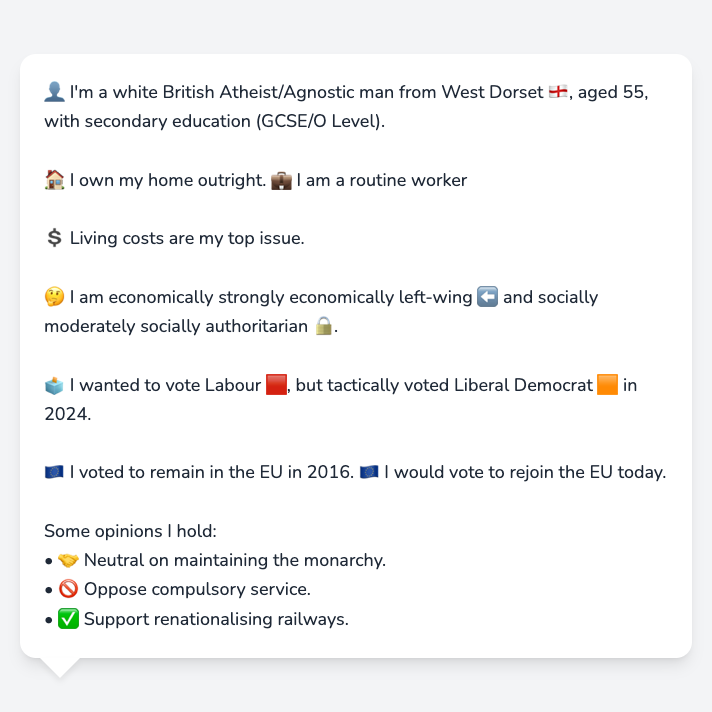 👤 I'm a white British Atheist/Agnostic man from West Dorset 🏴󠁧󠁢󠁥󠁮󠁧󠁿, aged 55,
with secondary education (GCSE/O Level).
🏠 I own my home outright. 💼 I am a routine worker
💲 Living costs are my top issue.
🤔 I am economically strongly economically left-wing ⬅️ and socially
moderately socially authoritarian 🔒.
🗳️ I wanted to vote Labour 🟥, but tactically voted Liberal Democrat 🟧 in
2024.
🇪🇺 I voted to remain in the EU in 2016. 🇪🇺 I would vote to rejoin the EU today.
Some opinions I hold:
• 🤝 Neutral on maintaining the monarchy.
• 🚫 Oppose compulsory service.
• ✅ Support renationalising railways.